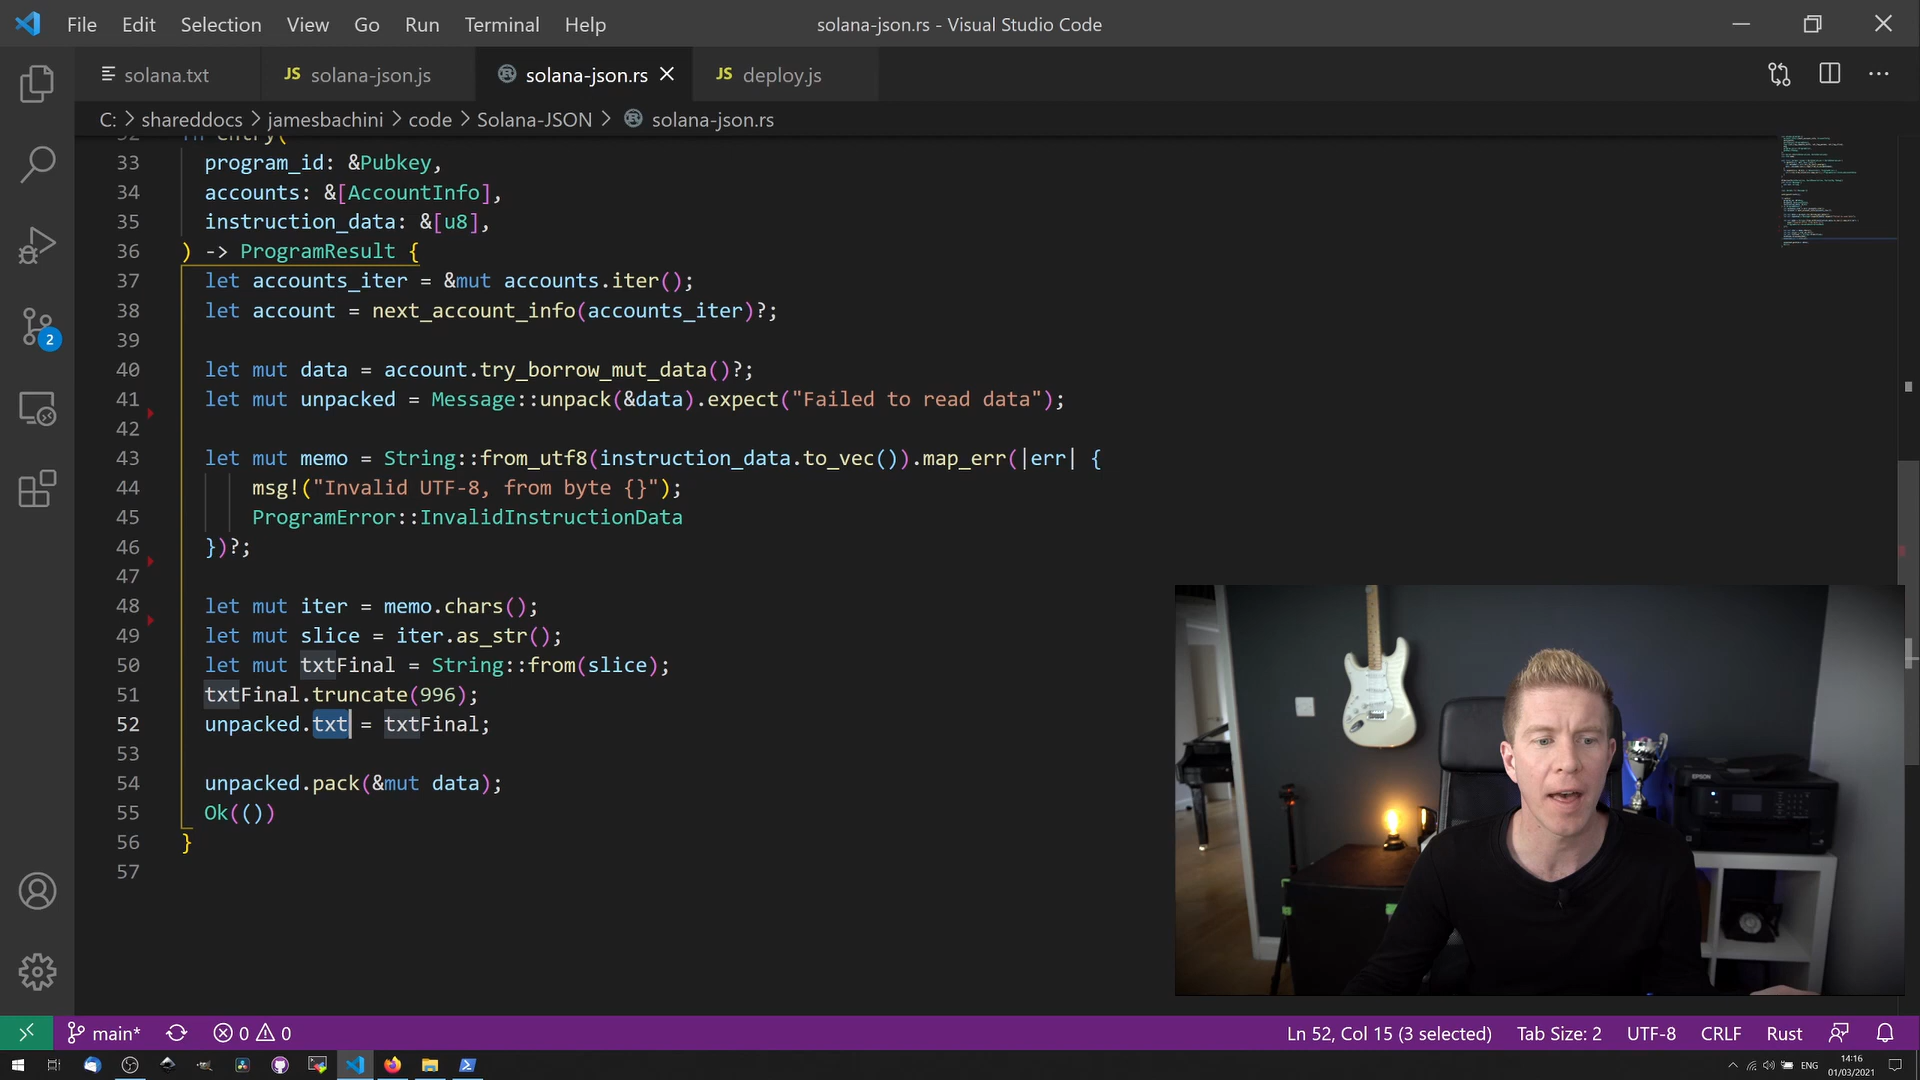 File Edit Selection View Go Run Terminal Help
solana-json.rs - Visual Studio Code
solana.txt
JS solana-json.js
solana-json.rs
JS deploy.js
C: > shareddocs > jamesbachini > code > Solana-JSON > solana-json.rs
32 fn entry(
33 program_id: &Pubkey,
34 accounts: &[AccountInfo],
35 instruction_data: &[u8],
36 ) -> ProgramResult {
37 let accounts_iter = &mut accounts.iter();
38 let account = next_account_info(accounts_iter)?;
39
40 let mut data = account.try_borrow_mut_data()?;
41 let mut unpacked = Message::unpack(&data).expect("Failed to read data");
42
43 let mut memo = String::from_utf8(instruction_data.to_vec()).map_err(|err| {
44 msg!("Invalid UTF-8, from byte {}");
45 ProgramError::InvalidInstructionData
46 })?;
47
48 let mut iter = memo.chars();
49 let mut slice = iter.as_str();
50 let mut txtFinal = String::from(slice);
51 txtFinal.truncate(996);
52 unpacked.txt = txtFinal;
53
54 unpacked.pack(&mut data);
55 Ok(())
56 }
57
2
EPSON
main* 0 0
Ln 52, Col 15 (3 selected) Tab Size: 2 UTF-8 CRLF Rust
ENG
14:16
01/03/2021